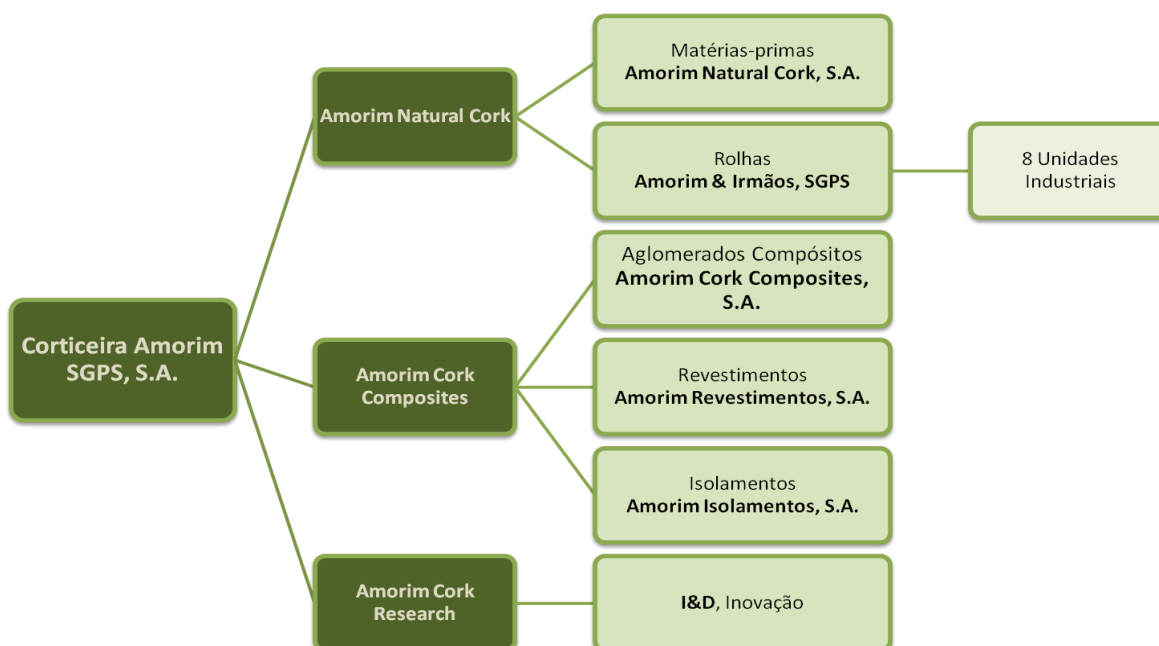 Corticeira Amorim
SGPS, S.A.
Amorim Natural Cork
Matérias-primas
Amorim Natural Cork, S.A.
Rolhas
Amorim & Irmãos, SGPS
8 Unidades
Industriais
Amorim Cork
Composites
Aglomerados Compósitos
Amorim Cork Composites,
S.A.
Revestimentos
Amorim Revestimentos, S.A.
Isolamentos
Amorim Isolamentos, S.A.
Amorim Cork
Research
I&D, Inovação